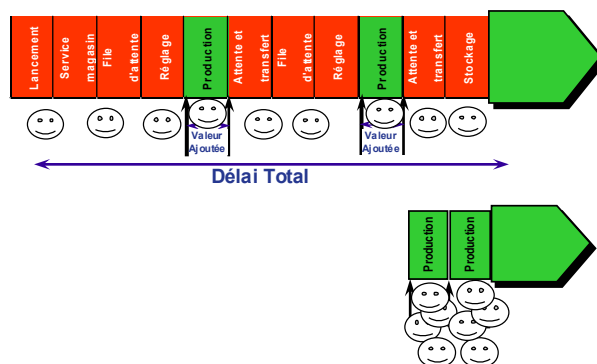 Lancement
Service
magasin
File
d'attente
Réglage
Production
Attente et
transfert
File
d'attente
Réglage
Production
Attente et
transfert
Stockage
Valeur
Ajoutée
Valeur
Ajoutée
Délai Total
Production
Production